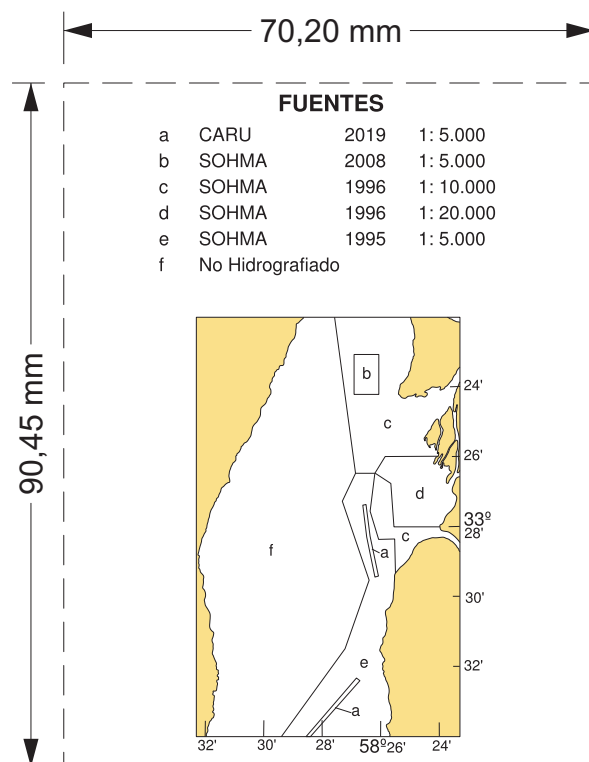 70,20 mm
90,45 mm
FUENTES
a CARU 2019 1: 5.000
b SOHMA 2008 1: 5.000
c SOHMA 1996 1: 10.000
d SOHMA 1996 1: 20.000
e SOHMA 1995 1: 5.000
f No Hidrografiado
b
24'
c
26'
d
33º
28'
c
f
a
30'
e
32'
a
32' 30' 28' 58º26' 24'